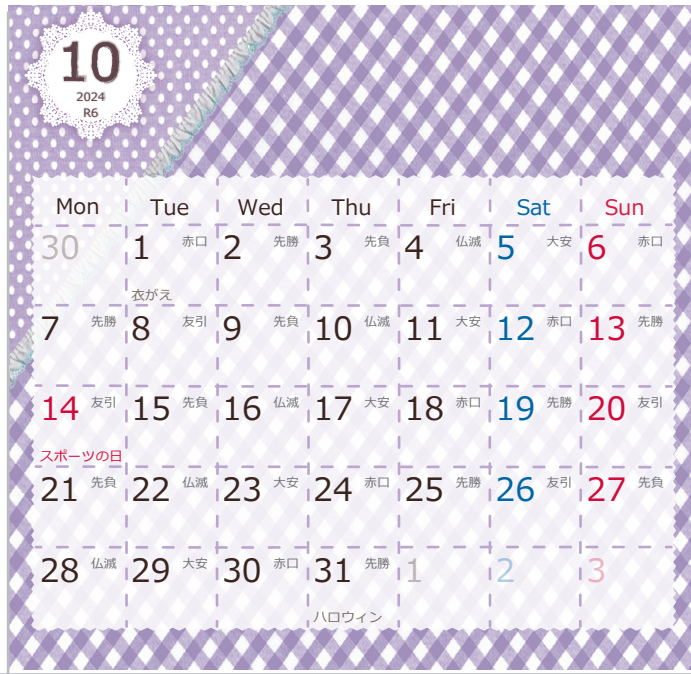 10
2024
R6
Mon Tue Wed Thu Fri Sat Sun
30 1 赤口 2 先勝 3 先負 4 仏滅 5 大安 6 赤口
衣がえ
7 先勝 8 友引 9 先負 10 仏滅 11 大安 12 赤口 13 先勝
14 友引 15 先負 16 仏滅 17 大安 18 赤口 19 先勝 20 友引
スポーツの日
21 先負 22 仏滅 23 大安 24 赤口 25 先勝 26 友引 27 先負
28 仏滅 29 大安 30 赤口 31 先勝 1 2 3
ハロウィン